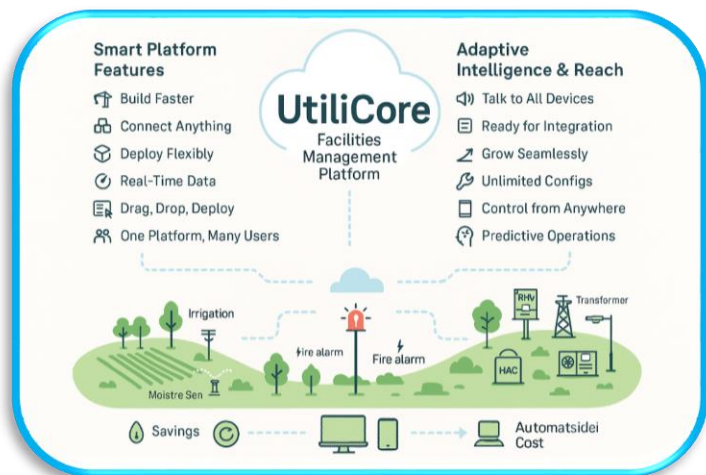 Smart Platform
Features
Build Faster
Connect Anything
Deploy Flexibly
Real-Time Data
Drag, Drop, Deploy
One Platform, Many Users
UtiliCore
Facilities
Management
Platform
Adaptive
Intelligence & Reach
Talk to All Devices
Ready for Integration
Grow Seamlessly
Unlimited Configs
Control from Anywhere
Predictive Operations
Irrigation
Moistre Sen
ire alarm
Fire alarm
RHV
Transformor
HAC
Savings
Automatsidei
Cost